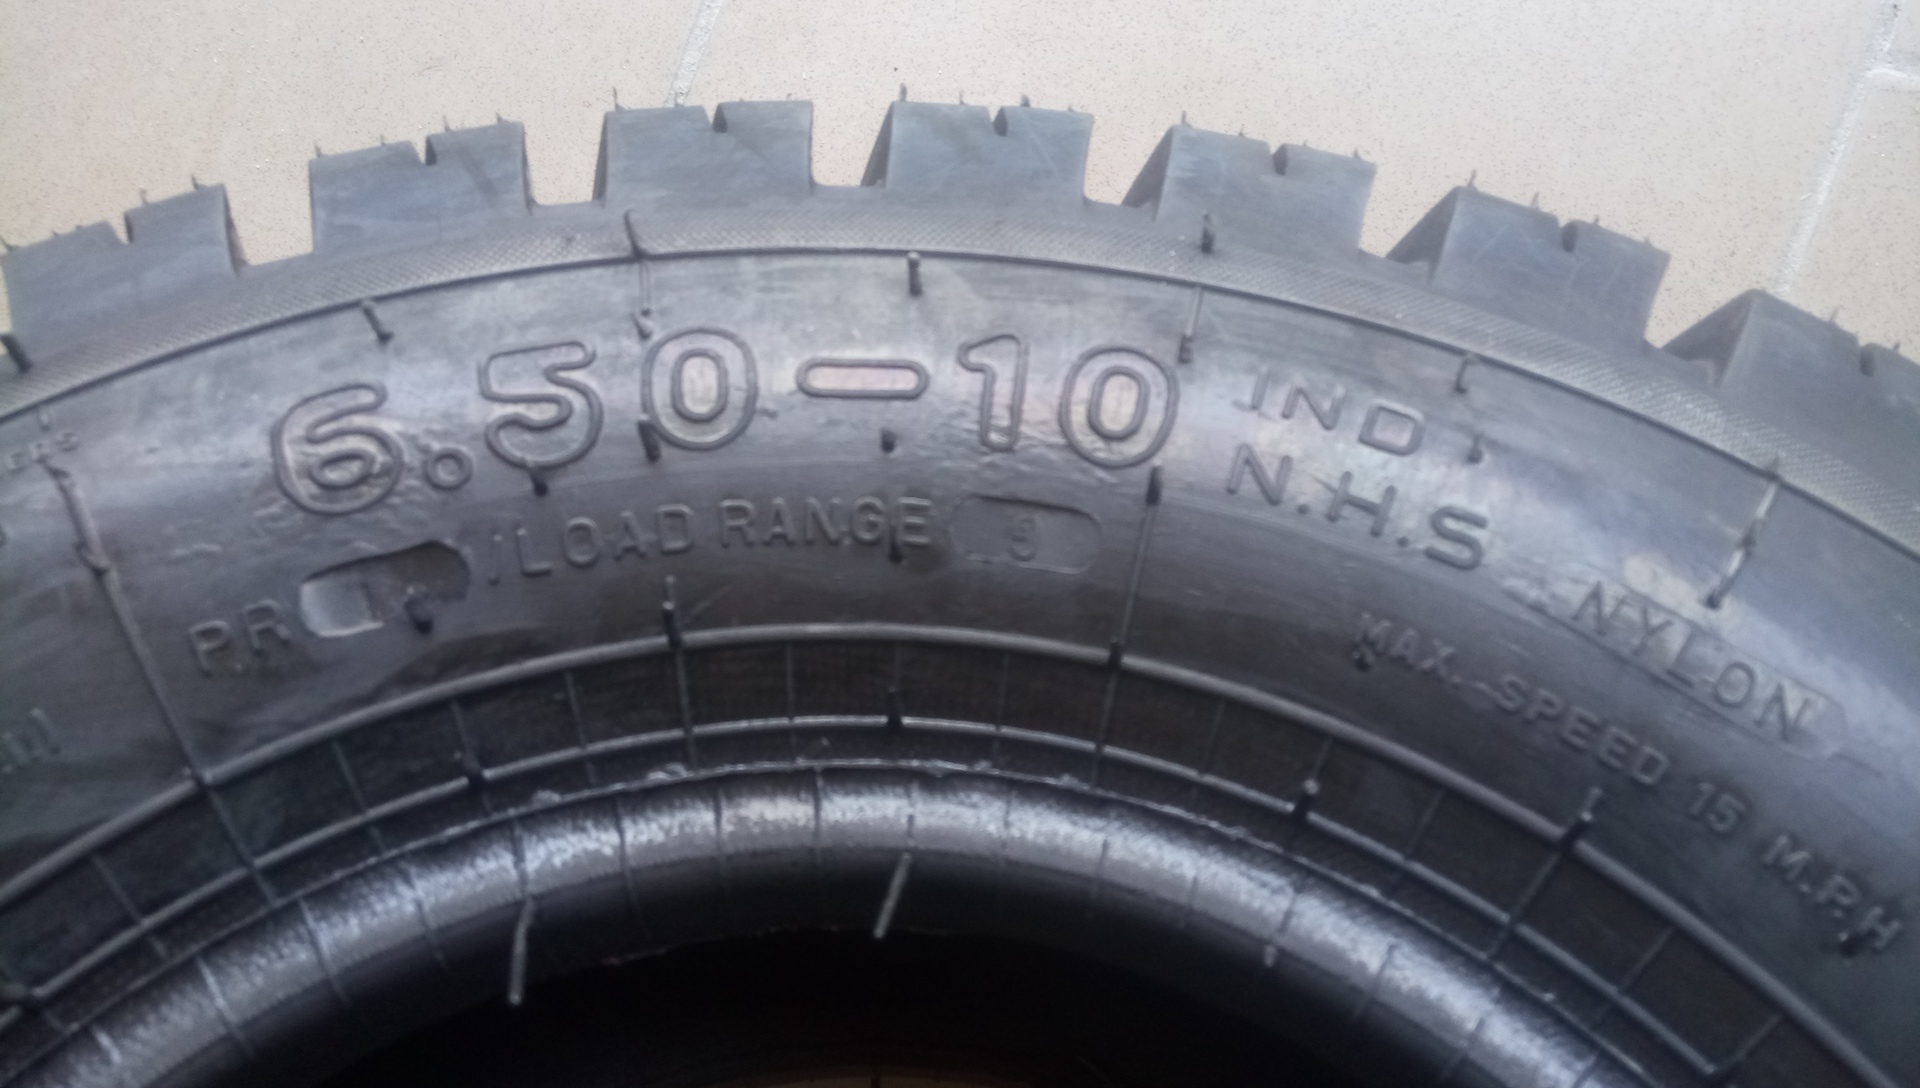 6.50-10 IND
N.H.S
PR /LOAD RANGE
NYLON
MAX. SPEED 15 M.P.H